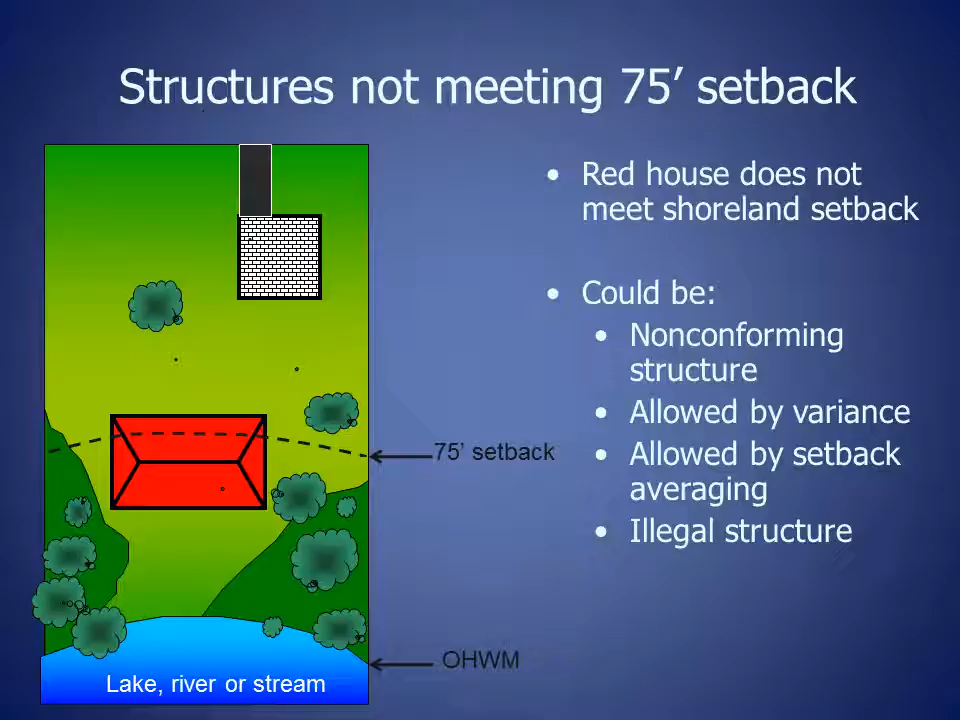 Structures not meeting 75’ setback
• Red house does not
meet shoreland setback
• Could be:
• Nonconforming
structure
• Allowed by variance
• Allowed by setback
averaging
• Illegal structure
75’ setback
OHWM
Lake, river or stream